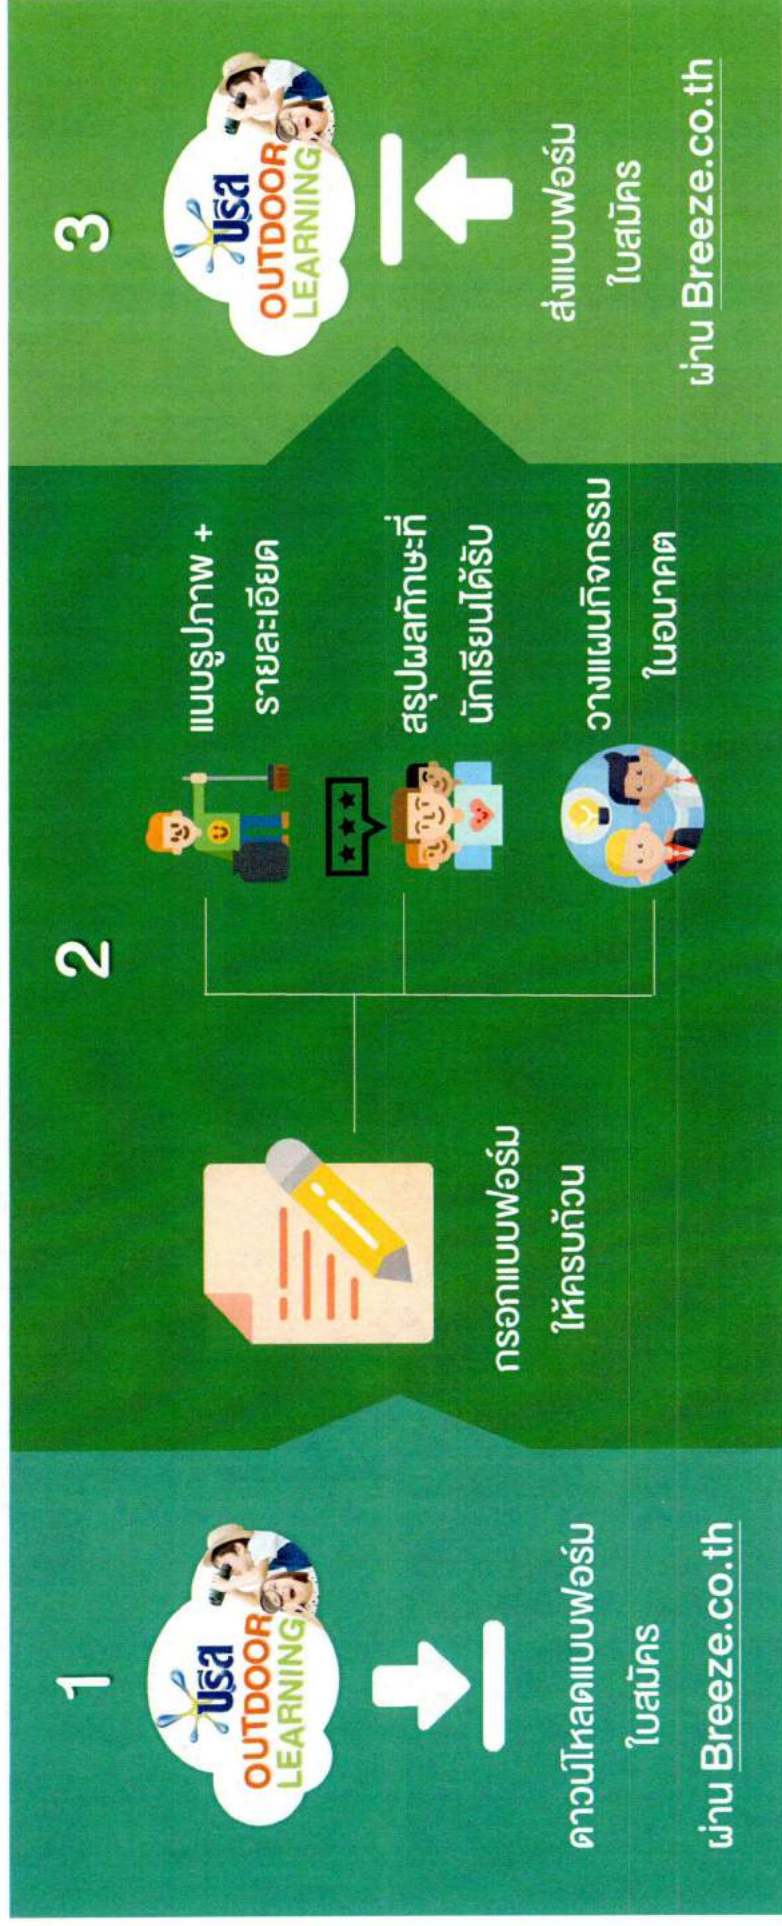 1
บรีส
OUTDOOR
LEARNING
ดาวน์โหลดแบบฟอร์ม
ใบสมัคร
ผ่าน Breeze.co.th
2
กรอกแบบฟอร์ม
ให้ครบถ้วน
แนบรูปภาพ +
รายละเอียด
สรุปผลทักษะที่
นักเรียนได้รับ
วางแผนกิจกรรม
ในอนาคต
3
บรีส
OUTDOOR
LEARNING
ส่งแบบฟอร์ม
ใบสมัคร
ผ่าน Breeze.co.th